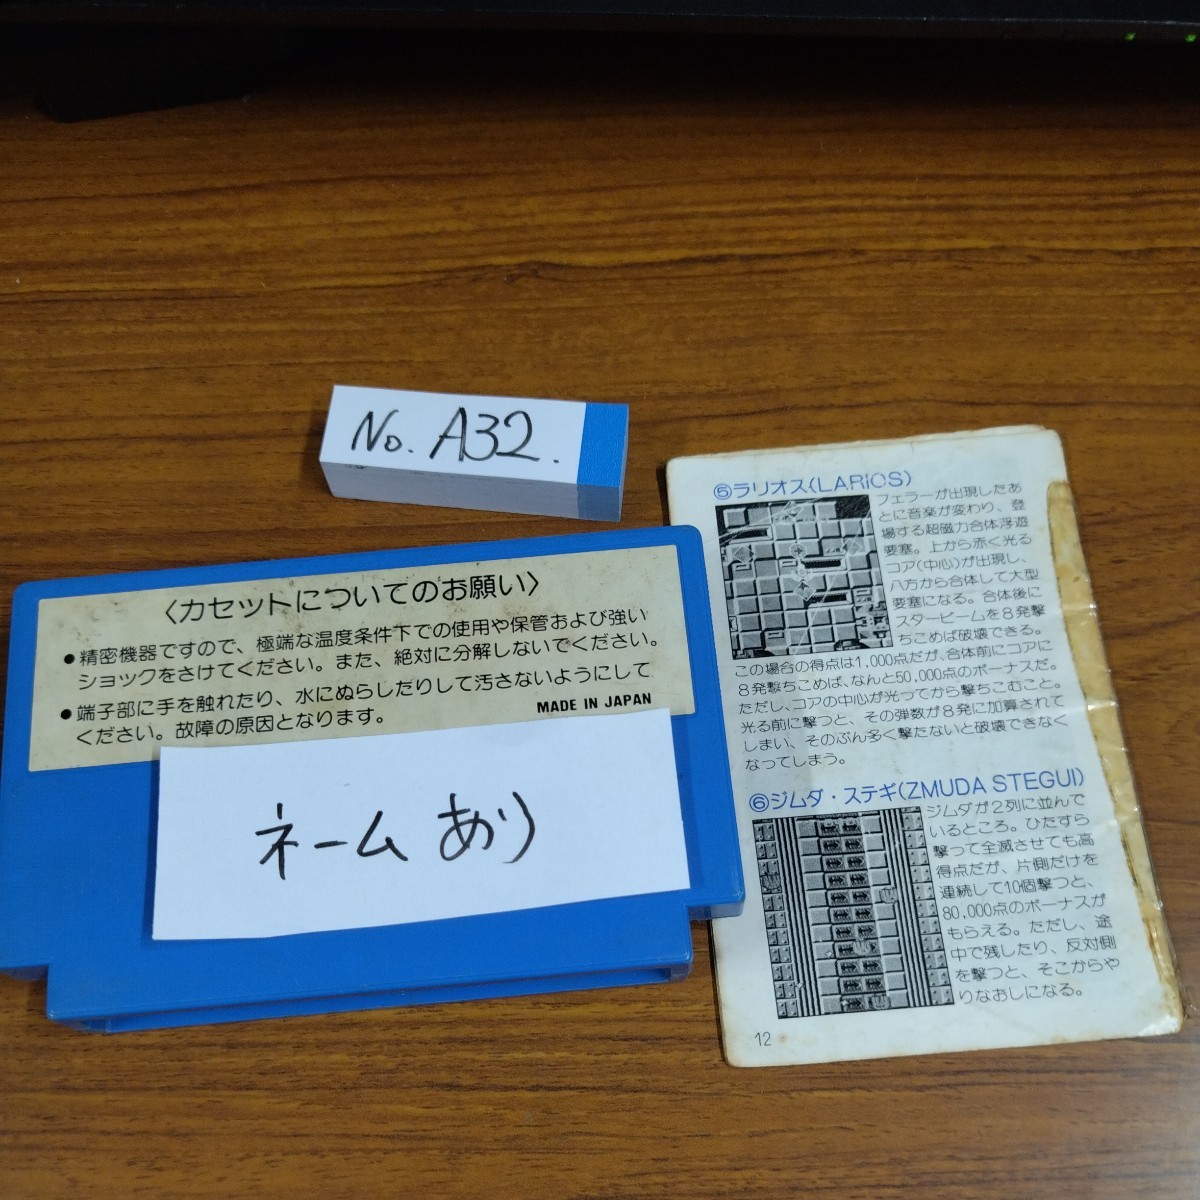 No. A32.
〈カセットについてのお願い〉
●精密機器ですので、極端な温度条件下での使用や保管および強い
ショックをさけてください。また、絶対に分解しないでください。
●端子部に手を触れたり、水にぬらしたりして汚さないようにして
ください。故障の原因となります。
MADE IN JAPAN
ネーム あり
⑤ラリオス(LARIOS)
フェラーが出現したあ
とに音楽が変わり、登
場する超磁力合体浮遊
要塞。上から赤く光る
コア(中心)が出現し、
八方から合体して大型
要塞になる。合体後に
スタービームを8発撃
ちこめば破壊できる。
この場合の得点は1,000点だが、合体前にコアに
8発撃ちこめば、なんと50,000点のボーナスだ。
ただし、コアの中心が光ってから撃ちこむこと。
光る前に撃つと、その弾数が8発に加算されて
しまい、そのぶん多く撃たないと破壊できなく
なってしまう。
⑥ジムダ・ステギ(ZMUDA STEGUI)
ジムダが2列に並んで
いるところ。ひたすら
撃って全滅させても高
得点だが、片側だけを
連続して10個撃つと、
80,000点のボーナスが
もらえる。ただし、途
中で残したり、反対側
を撃つと、そこからや
りなおしになる。
12